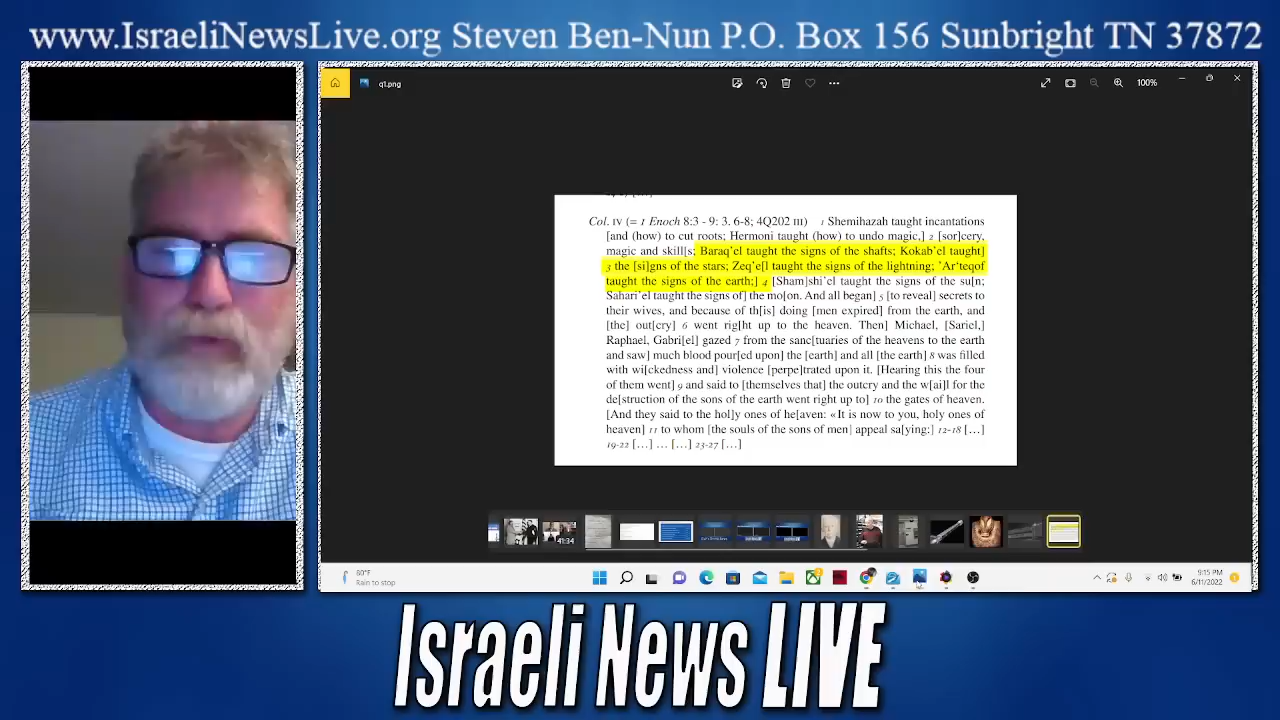 www.IsraeliNewsLive.org Steven Ben-Nun P.O. Box 156 Sunbright TN 37872
q1.png
100%
Col. IV (= 1 Enoch 8:3 - 9: 3. 6-8; 4Q202 III) 1 Shemihazah taught incantations
[and (how) to cut roots; Hermoni taught (how) to undo magic,] 2 [sor]cery,
magic and skill[s; Baraq'el taught the signs of the shafts; Kokab'el taught]
3 the [si]gns of the stars; Zeq'e[l taught the signs of the lightning; 'Ar'teqof
taught the signs of the earth;] 4 [Sham]shi'el taught the signs of the su[n;
Sahari'el taught the signs of] the mo[on. And all began] 5 [to reveal] secrets to
their wives, and because of th[is] doing [men expired] from the earth, and
[the] out[cry] 6 went rig[ht up to the heaven. Then] Michael, [Sariel,]
Raphael, Gabri[el] gazed 7 from the sanc[tuaries of the heavens to the earth
and saw] much blood pour[ed upon] the [earth] and all [the earth] 8 was filled
with wi[ckedness and] violence [perpe]trated upon it. [Hearing this the four
of them went] 9 and said to [themselves that] the outcry and the w[ai]l for the
de[struction of the sons of the earth went right up to] 10 the gates of heaven.
[And they said to the hol]y ones of he[aven: «It is now to you, holy ones of
heaven] 11 to whom [the souls of the sons of men] appeal sa[ying:] 12-18 […]
19-22 […] … […] 23-27 […]
41:34
80°F
Rain to stop
9:15 PM
6/11/2022
Israeli News LIVE